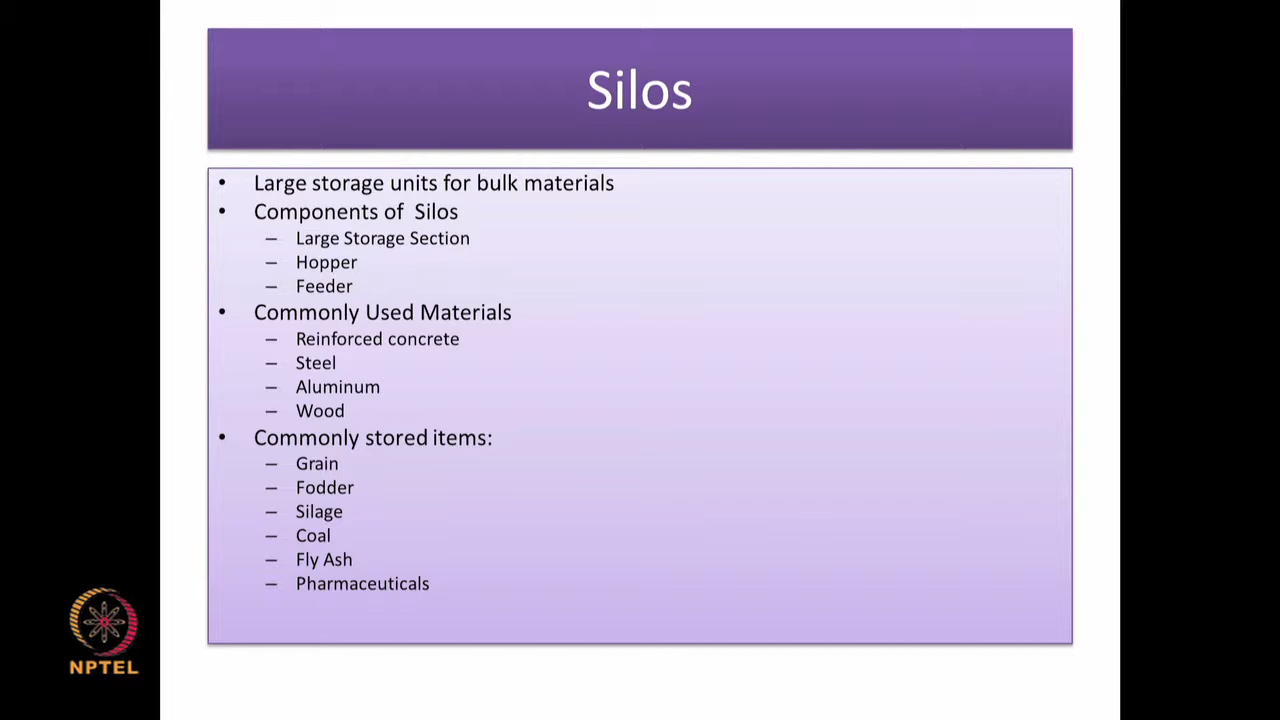 Silos
• Large storage units for bulk materials
• Components of Silos
– Large Storage Section
– Hopper
– Feeder
• Commonly Used Materials
– Reinforced concrete
– Steel
– Aluminum
– Wood
• Commonly stored items:
– Grain
– Fodder
– Silage
– Coal
– Fly Ash
– Pharmaceuticals
NPTEL